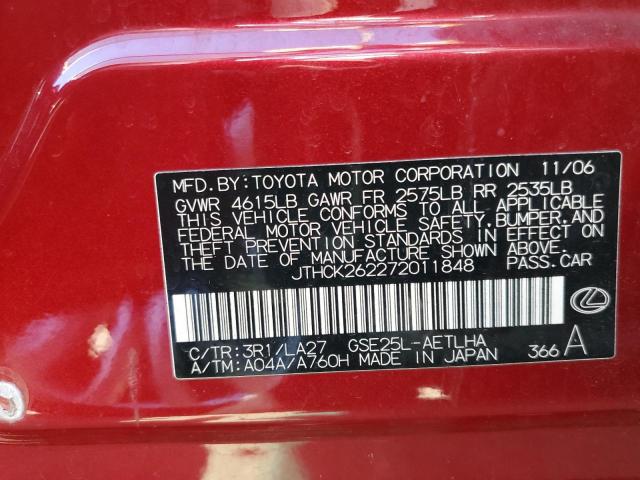 MFD. BY: TOYOTA MOTOR CORPORATION 11/06
GVWR 4615LB GAWR FR 2575LB RR 2535LB
THIS VEHICLE CONFORMS TO ALL APPLICABLE
FEDERAL MOTOR VEHICLE SAFETY, BUMPER, AND
THEFT PREVENTION STANDARDS IN EFFECT ON
THE DATE OF MANUFACTURE SHOWN ABOVE.
JTHCK262272011848 PASS. CAR
C/TR: 3R1/LA27 GSE25L-AETLHA
A/TM: A04A/A760H MADE IN JAPAN 366 A